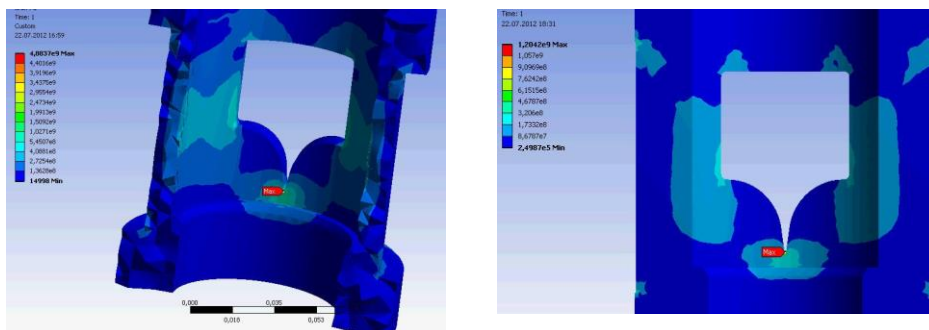 Time: 1
Custom
22.07.2012 16:59
4,8837e9 Max
4,4016e9
3,9196e9
3,4375e9
2,9554e9
2,4734e9
1,9913e9
1,5092e9
1,0271e9
5,4507e8
4,0881e8
2,7254e8
1,3628e8
14998 Min
Max
0,000
0,035
0,018
0,053
Time: 1
22.07.2012 18:31
1,2042e9 Max
1,057e9
9,0969e8
7,6242e8
6,1515e8
4,6787e8
3,206e8
1,7332e8
8,6787e7
2,4987e5 Min
Max